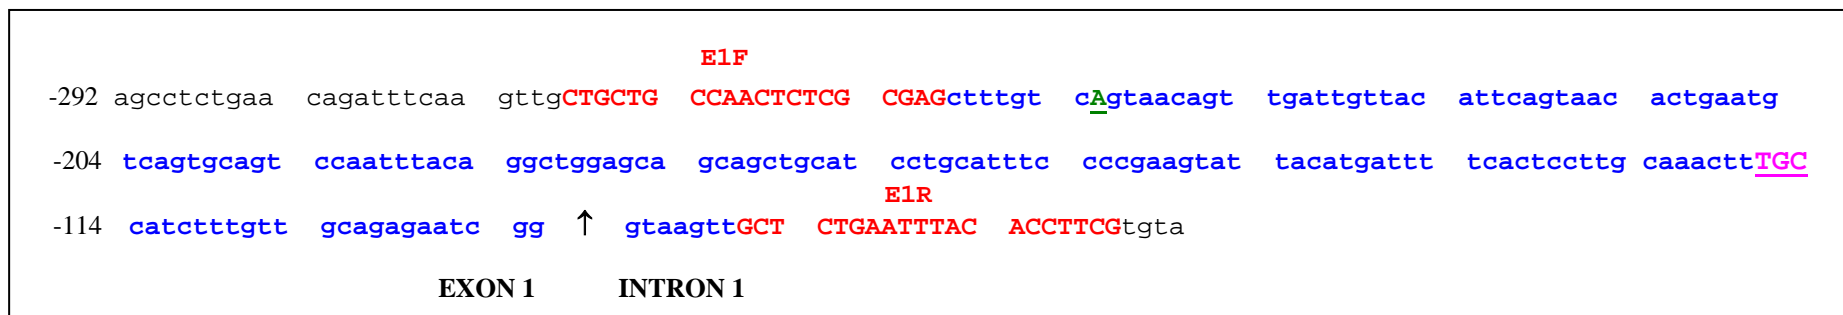 E1F
-292 agcctctgaa cagatttcaa gttgCTGCTG CCAACTCTCG CGAGctttgt cAgtaacagt tgattgttac attcagtaac actgaatg
-204 tcagtgcagt ccaatttaca ggctggagca gcagctgcat cctgcatttc cccgaagtat tacatgattt tcactccttg caaactttTGC
E1R
-114 catctttgtt gcagagaatc gg ↑ gtaagttGCT CTGAATTTAC ACCTTCGtgta
EXON 1 INTRON 1